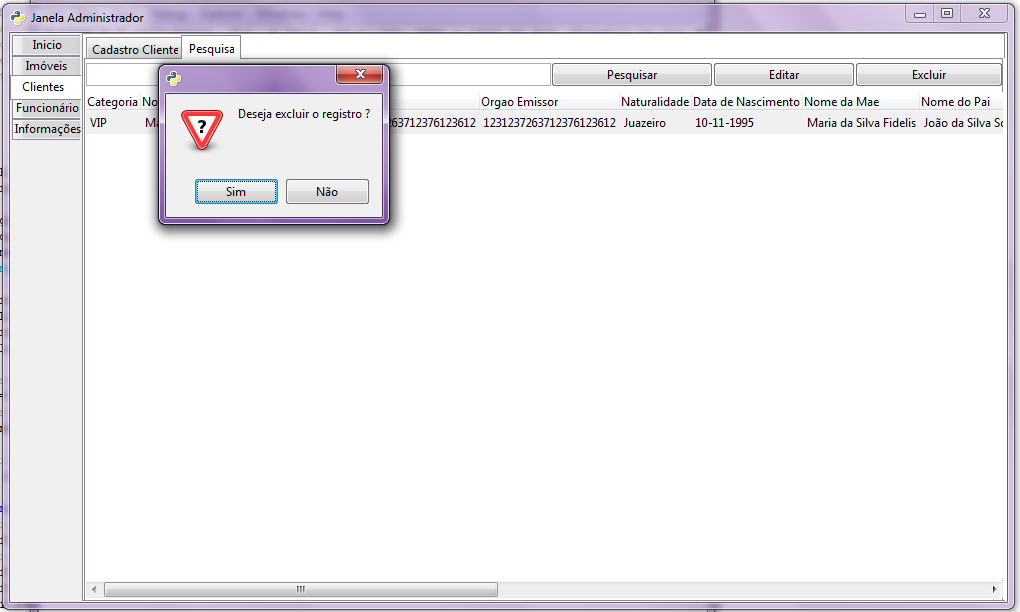 Janela Administrador
Inicio
Imóveis
Clientes
Funcionário
Informações
Cadastro Cliente
Pesquisa
Pesquisar
Editar
Excluir
Categoria No Orgao Emissor Naturalidade Data de Nascimento Nome da Mae Nome do Pai
VIP Ma 63712376123612 1231237263712376123612 Juazeiro 10-11-1995 Maria da Silva Fidelis João da Silva So
Deseja excluir o registro ?
?
Sim
Não